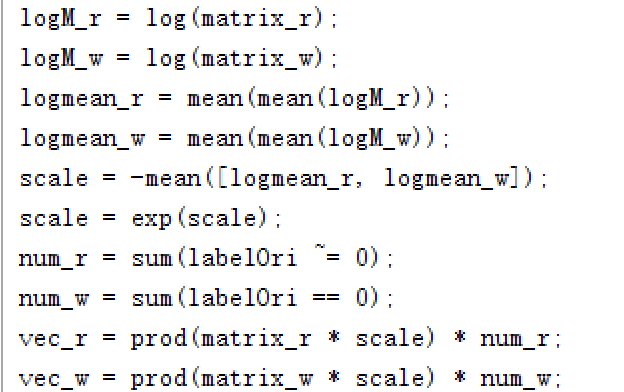 logM_r = log(matrix_r);
logM_w = log(matrix_w);
logmean_r = mean(mean(logM_r));
logmean_w = mean(mean(logM_w));
scale = -mean([logmean_r, logmean_w]);
scale = exp(scale);
num_r = sum(labelOri ~= 0);
num_w = sum(labelOri == 0);
vec_r = prod(matrix_r * scale) * num_r;
vec_w = prod(matrix_w * scale) * num_w;